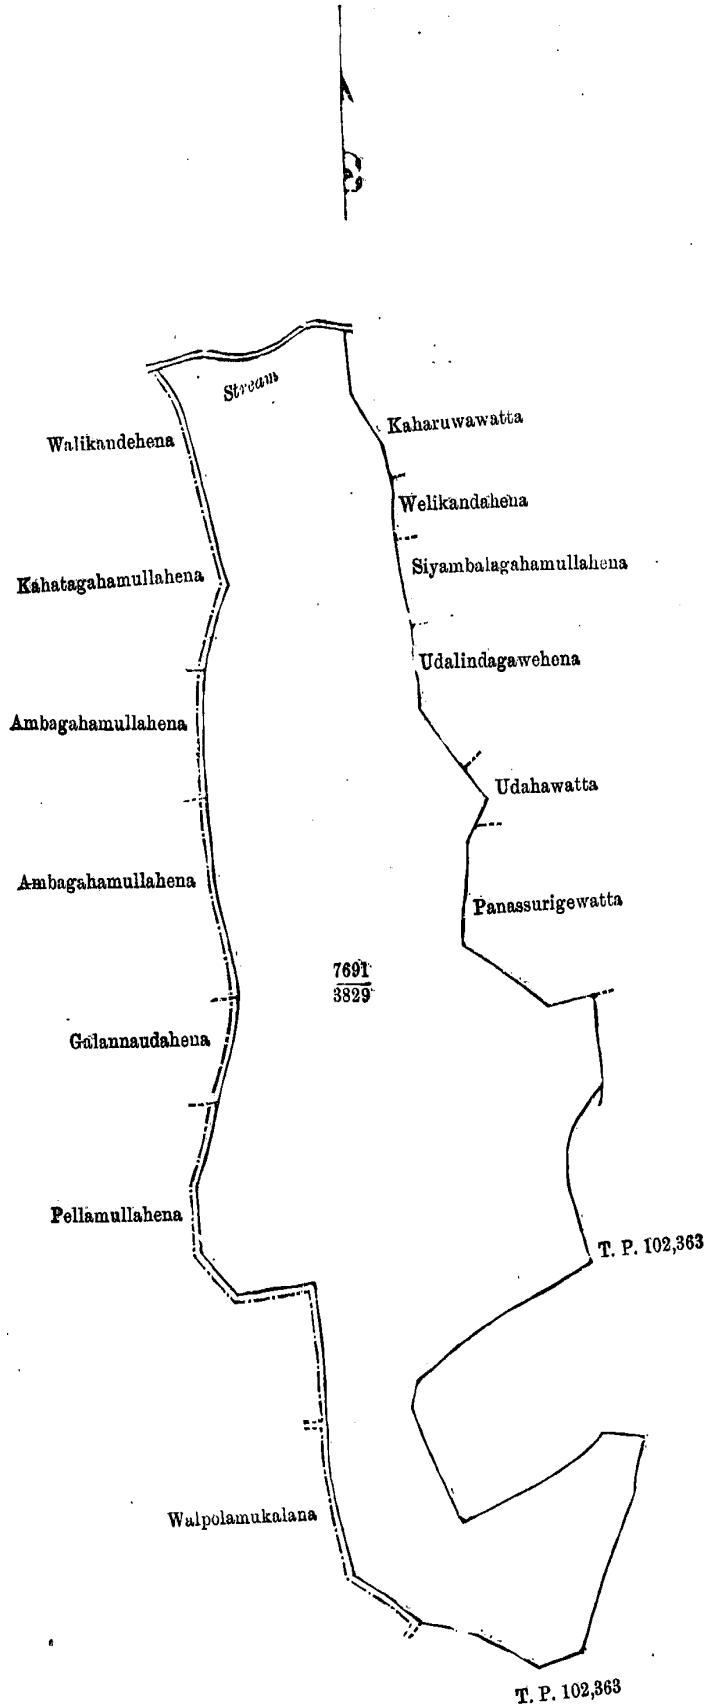 Stream
Kaharuwawatta
Walikandehena
Welikandahena
Siyambalagahamullahena
Kahatagahamullahena
Udalindagawehena
Ambagahamullahena
Udahawatta
Ambagahamullahena
Panassurigewatta
7691
3829
Galannaudahena
Pellamullahena
T. P. 102,363
Walpolamukalana
T. P. 102,363